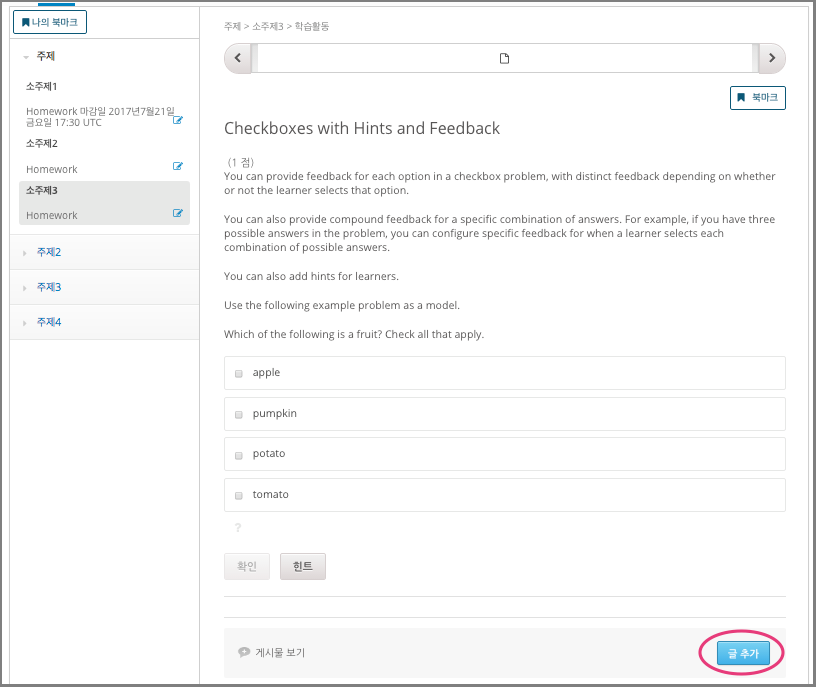 나의 북마크
주제
소주제1
Homework 마감일 2017년7월21일
금요일 17:30 UTC
소주제2
Homework
소주제3
Homework
주제2
주제3
주제4
주제 > 소주제3 > 학습활동
북마크
Checkboxes with Hints and Feedback
(1 점)
You can provide feedback for each option in a checkbox problem, with distinct feedback depending on whether
or not the learner selects that option.
You can also provide compound feedback for a specific combination of answers. For example, if you have three
possible answers in the problem, you can configure specific feedback for when a learner selects each
combination of possible answers.
You can also add hints for learners.
Use the following example problem as a model.
Which of the following is a fruit? Check all that apply.
apple
pumpkin
potato
tomato
?
확인
힌트
게시물 보기
글 추가